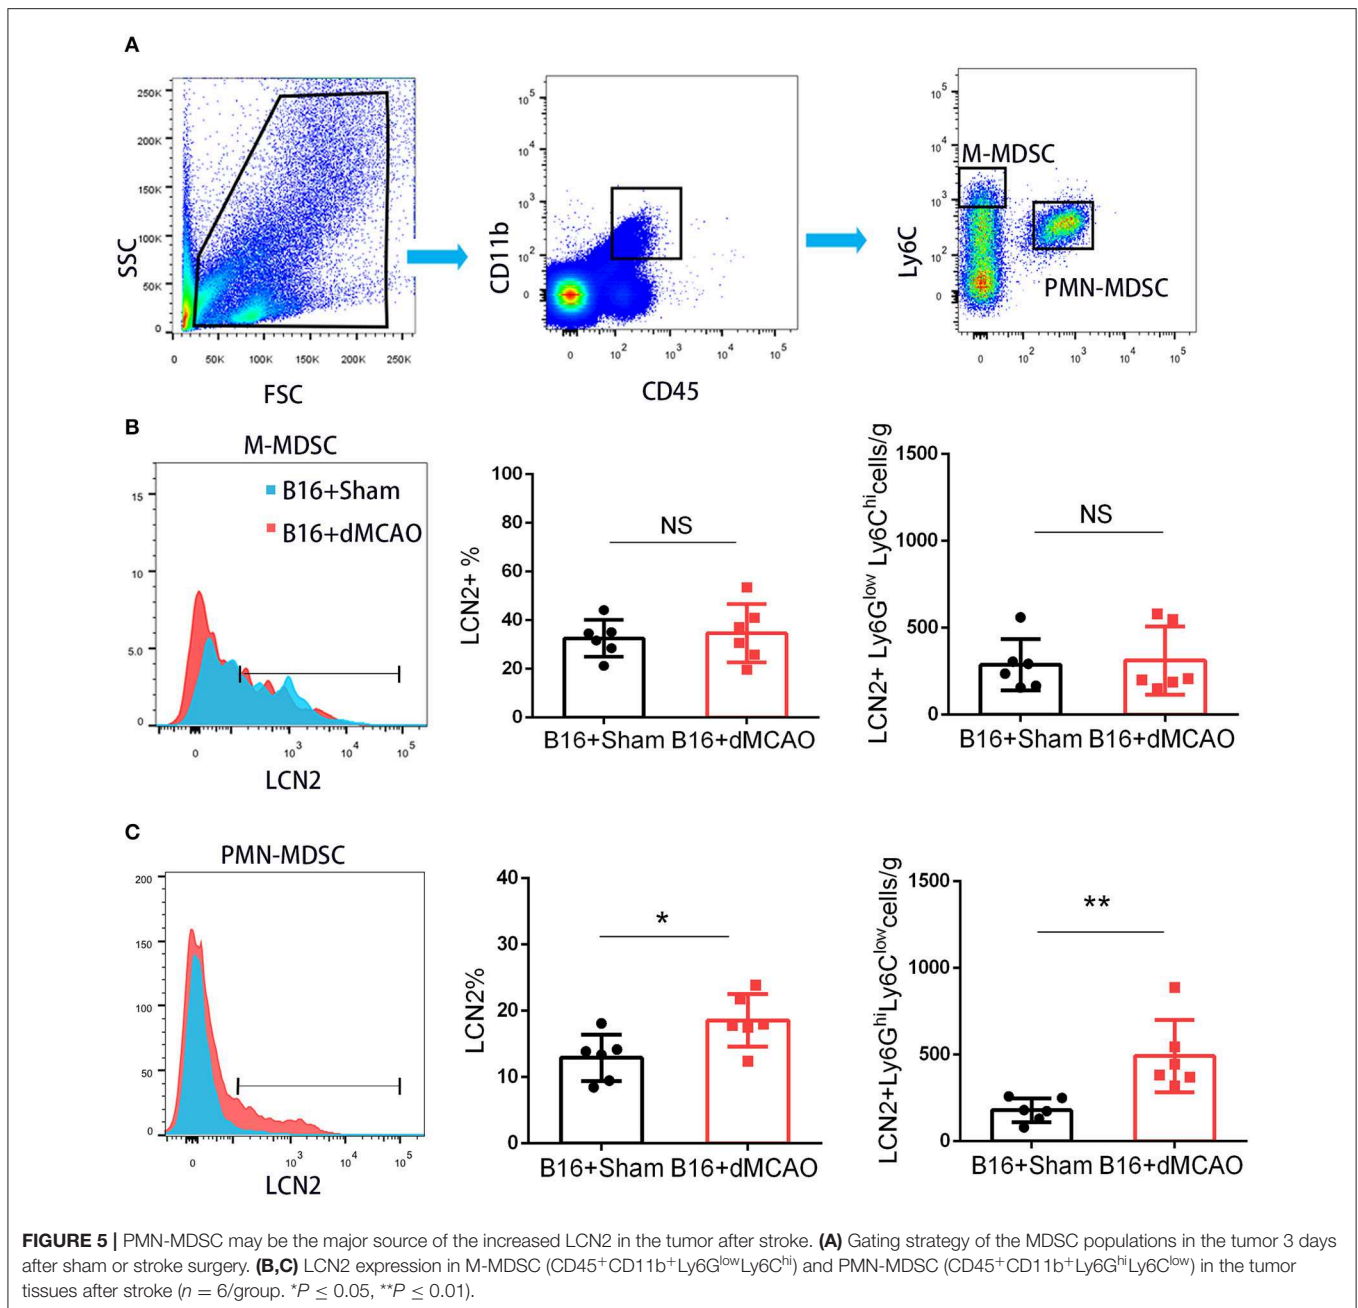 A
250K
200K
150K
100K
50K
0
SSC
0 50K 100K 150K 200K 250K
FSC
10^5
10^4
10^3
10^2
0
CD11b
0 10^2 10^3 10^4 10^5
CD45
10^5
10^4
10^3
10^2
0
Ly6C
M-MDSC
PMN-MDSC
0 10^2 10^3 10^4 10^5
B
M-MDSC
B16+Sham
B16+dMCAO
15
10
5.0
0
0 10^3 10^4 10^5
LCN2
LCN2+ %
100
80
60
40
20
0
NS
B16+Sham B16+dMCAO
LCN2+ Ly6G^low Ly6C^hi cells/g
1500
1000
500
0
NS
B16+Sham B16+dMCAO
C
PMN-MDSC
200
150
100
50
0
0 10^3 10^4 10^5
LCN2
LCN2%
40
30
20
10
0
*
B16+Sham B16+dMCAO
LCN2+Ly6G^hiLy6C^lowcells/g
1500
1000
500
0
**
B16+Sham B16+dMCAO
FIGURE 5 | PMN-MDSC may be the major source of the increased LCN2 in the tumor after stroke. (A) Gating strategy of the MDSC populations in the tumor 3 days
after sham or stroke surgery. (B,C) LCN2 expression in M-MDSC (CD45+CD11b+Ly6G^lowLy6C^hi) and PMN-MDSC (CD45+CD11b+Ly6G^hiLy6C^low) in the tumor
tissues after stroke (n = 6/group. *P ≤ 0.05, **P ≤ 0.01).